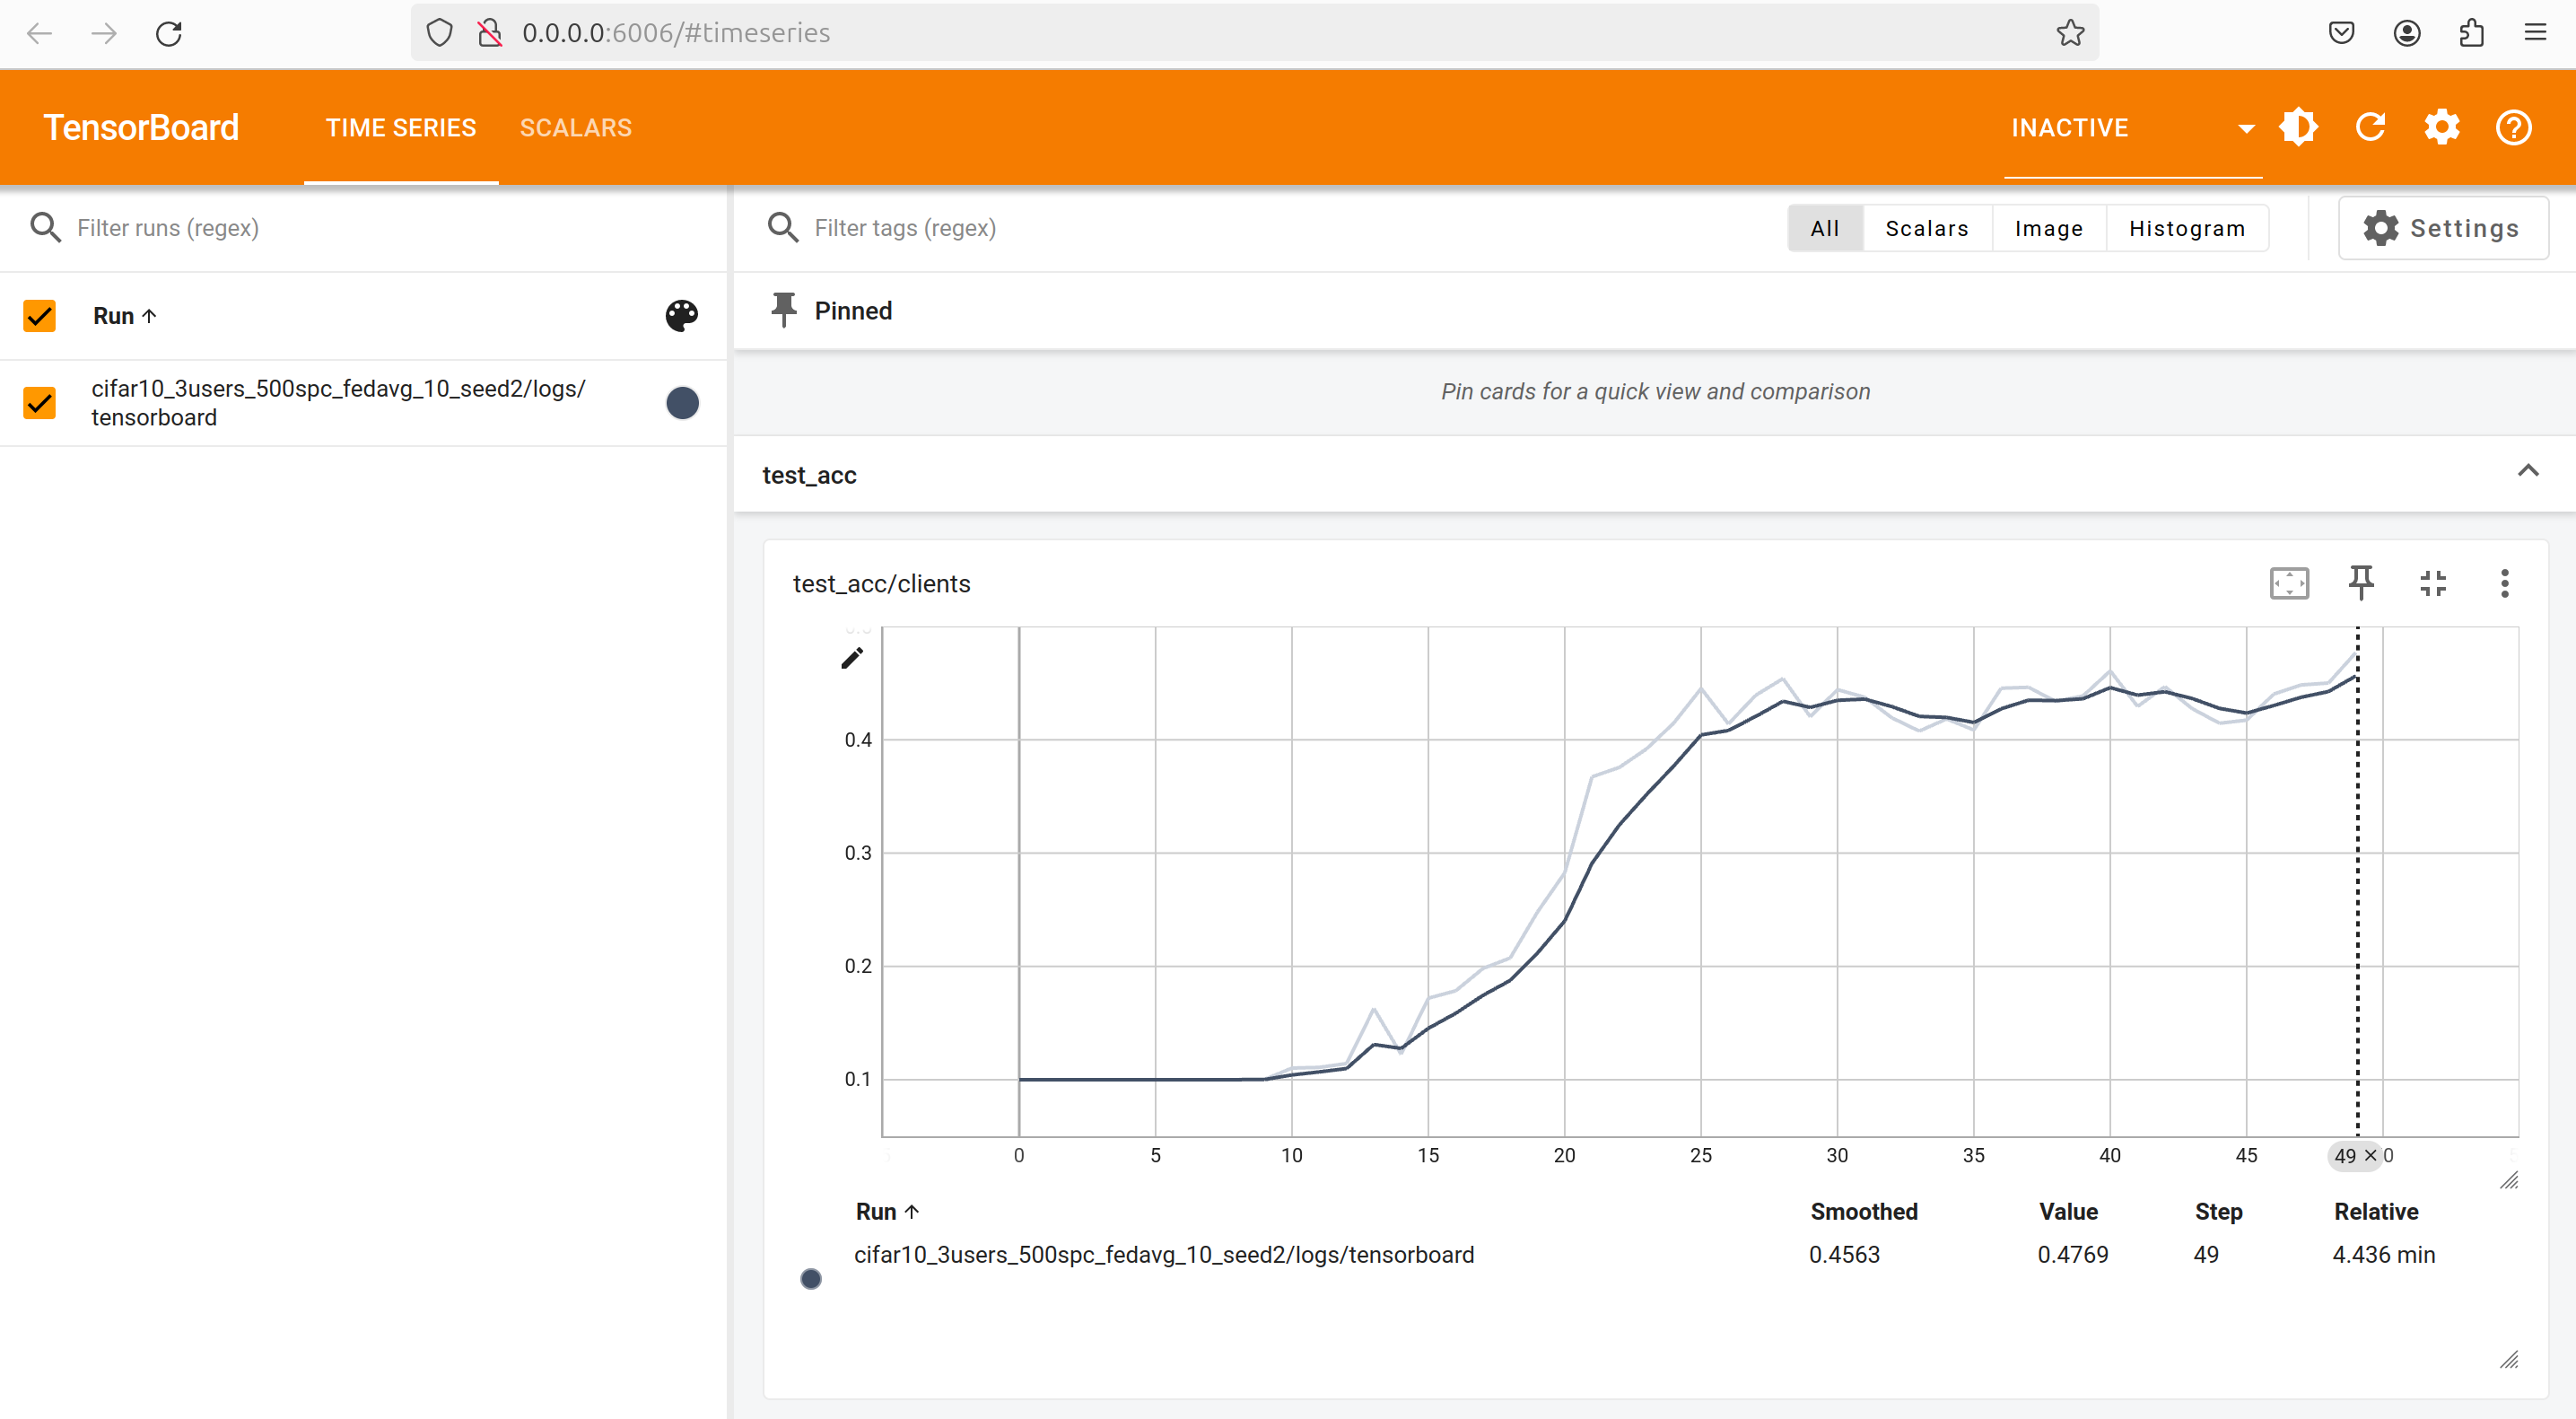 0.0.0.0:6006/#timeseries
TensorBoard
TIME SERIES
SCALARS
INACTIVE
Filter runs (regex)
Filter tags (regex)
All
Scalars
Image
Histogram
Settings
Run ↑
cifar10_3users_500spc_fedavg_10_seed2/logs/
tensorboard
Pinned
Pin cards for a quick view and comparison
test_acc
test_acc/clients
0.4
0.3
0.2
0.1
0 5 10 15 20 25 30 35 40 45 49 × 0
Run ↑ Smoothed Value Step Relative
cifar10_3users_500spc_fedavg_10_seed2/logs/tensorboard 0.4563 0.4769 49 4.436 min